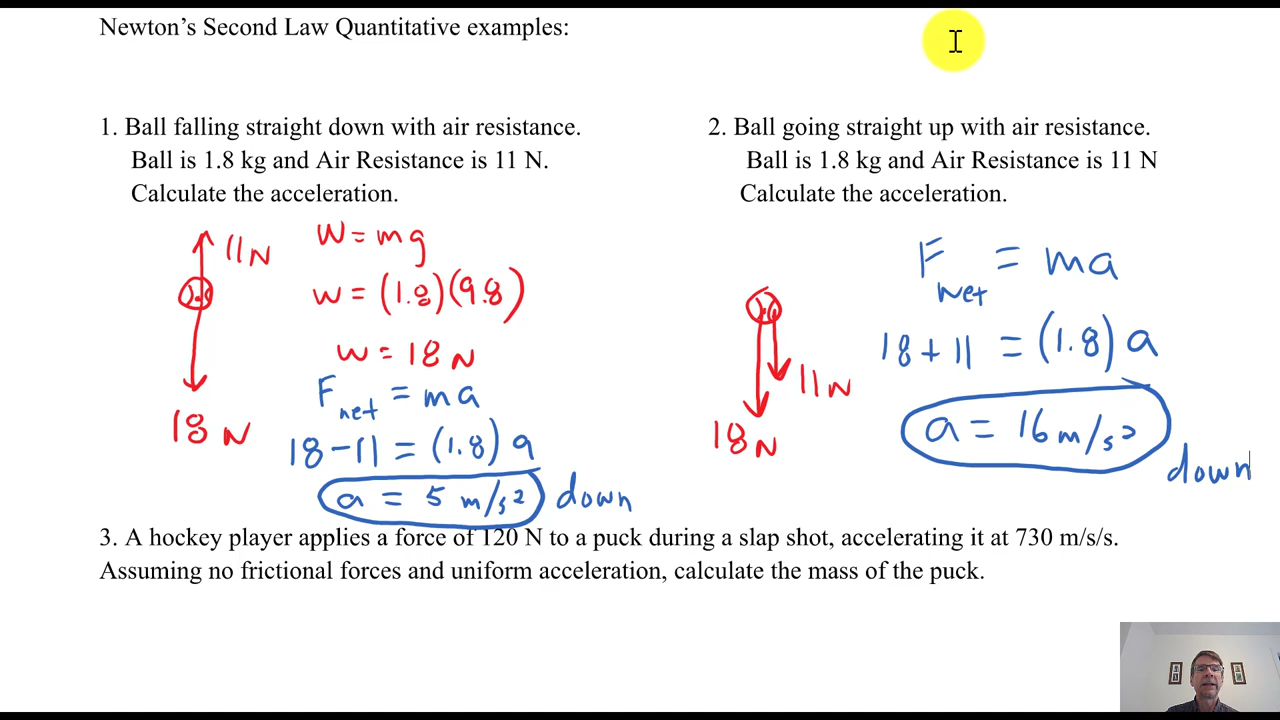 Newton's Second Law Quantitative examples:
1. Ball falling straight down with air resistance.
Ball is 1.8 kg and Air Resistance is 11 N.
Calculate the acceleration.
11 N
W = mg
W = (1.8)(9.8)
W = 18 N
18 N
F net = ma
18 - 11 = (1.8) a
a = 5 m/s² down
2. Ball going straight up with air resistance.
Ball is 1.8 kg and Air Resistance is 11 N
Calculate the acceleration.
F net = ma
18 + 11 = (1.8) a
11 N
18 N
a = 16 m/s²
down
3. A hockey player applies a force of 120 N to a puck during a slap shot, accelerating it at 730 m/s/s.
Assuming no frictional forces and uniform acceleration, calculate the mass of the puck.